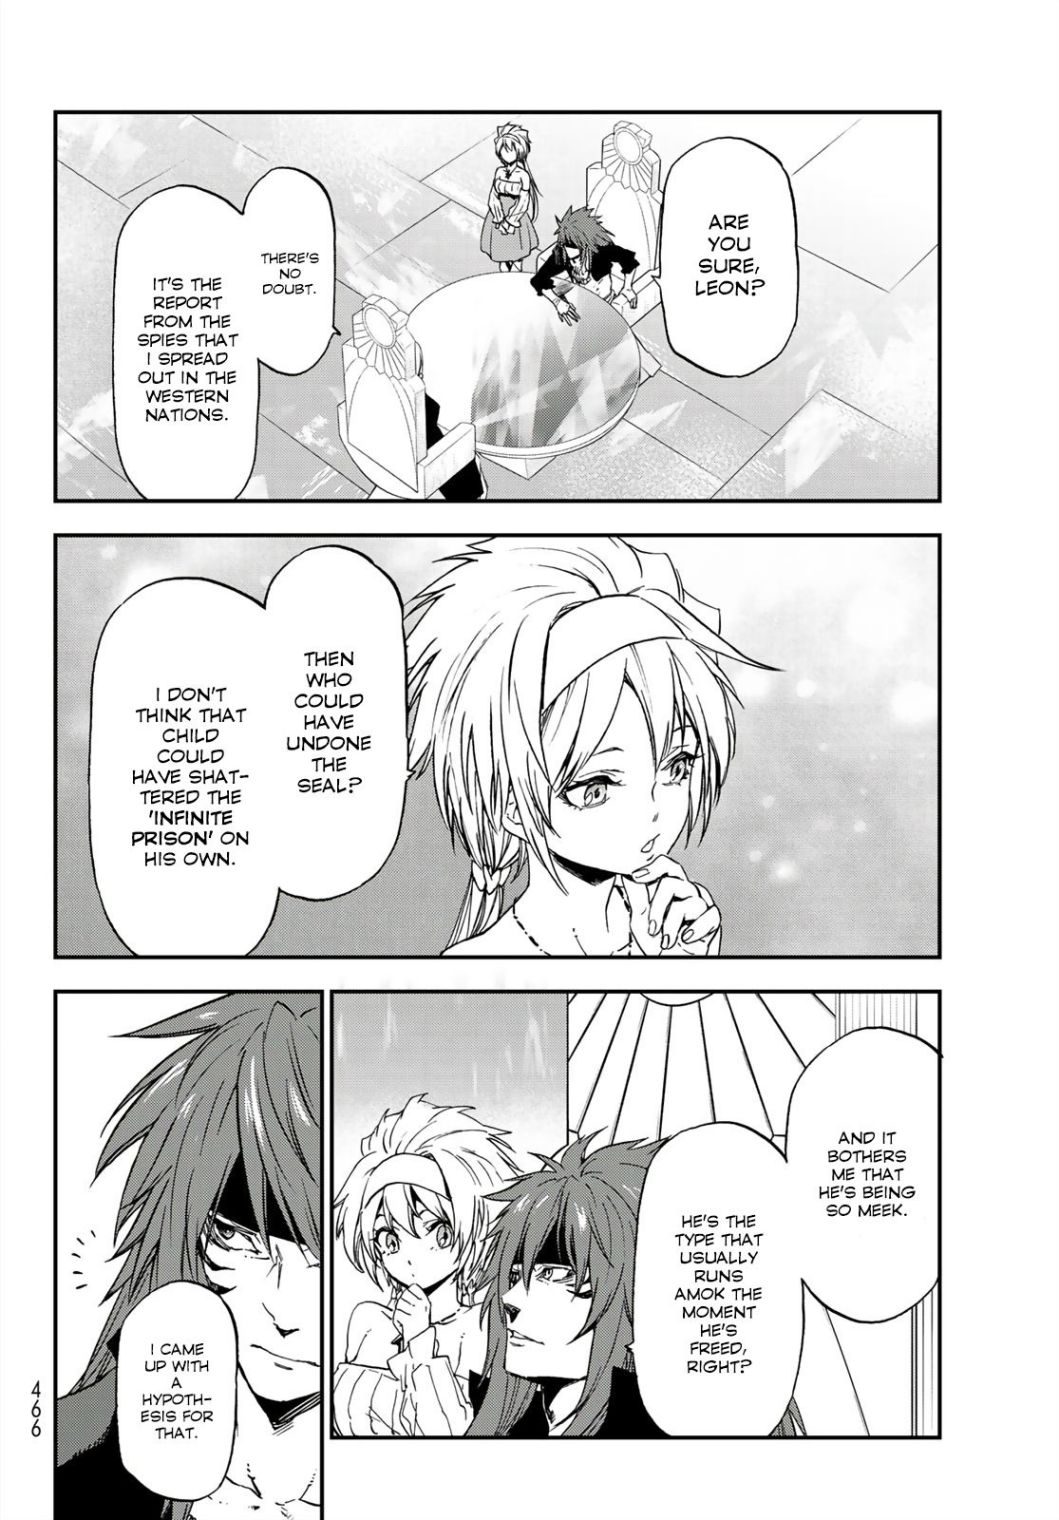 ARE
YOU
SURE,
LEON?
THERE'S
NO
DOUBT.
IT'S THE
REPORT
FROM THE
SPIES THAT
I SPREAD
OUT IN THE
WESTERN
NATIONS.
THEN
WHO
COULD
HAVE
UNDONE
THE
SEAL?
I DON'T
THINK THAT
CHILD
COULD
HAVE SHAT-
TERED THE
'INFINITE
PRISON' ON
HIS OWN.
AND IT
BOTHERS
ME THAT
HE'S BEING
SO MEEK.
HE'S THE
TYPE THAT
USUALLY
RUNS
AMOK THE
MOMENT
HE'S
FREED,
RIGHT?
I CAME
UP WITH
A
HYPOTH-
ESIS FOR
THAT.
466